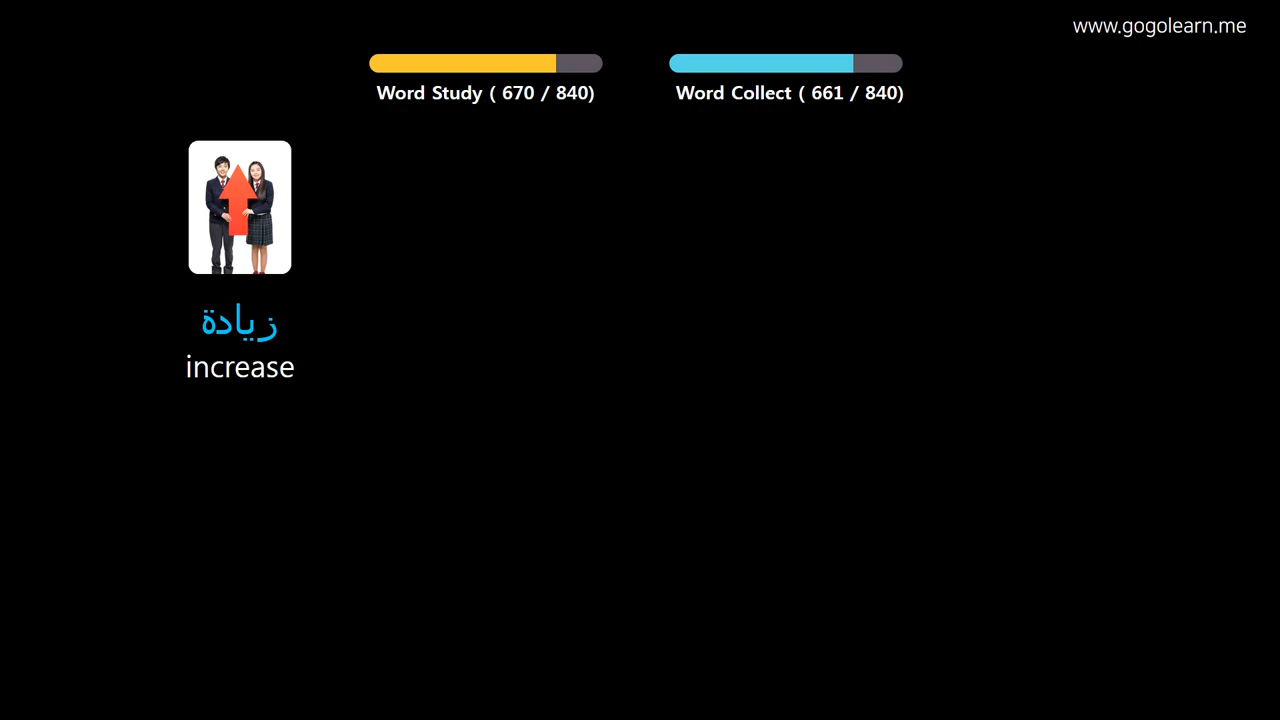 www.gogolearn.me
Word Study ( 670 / 840)
Word Collect ( 661 / 840)
زيادة
increase